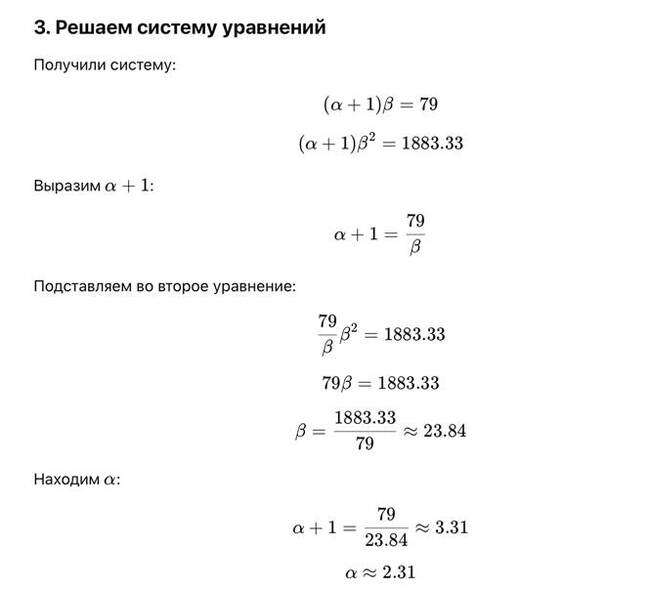 3. Решаем систему уравнений
Получили систему:
(α + 1)β = 79
(α + 1)β² = 1883.33
Выразим α + 1:
α + 1 = 79/β
Подставляем во второе уравнение:
79/β β² = 1883.33
79β = 1883.33
β = 1883.33/79 ≈ 23.84
Находим α:
α + 1 = 79/23.84 ≈ 3.31
α ≈ 2.31